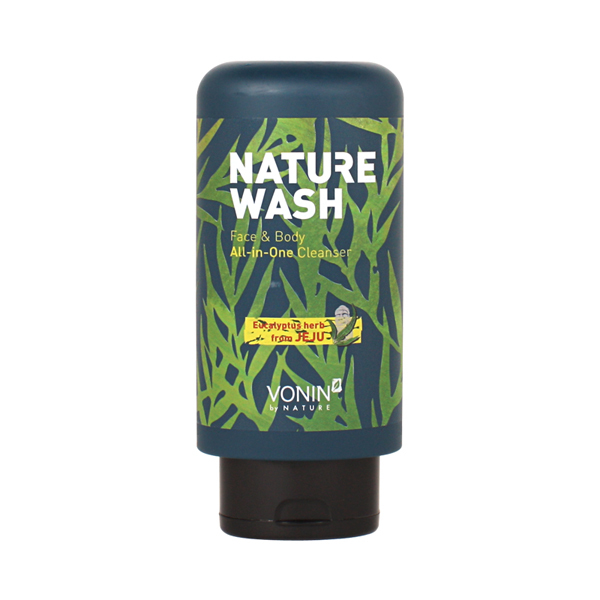 NATURE
WASH
Face & Body
All-in-One Cleanser
Eucalyptus herb
from JEJU
VONIN
by NATURE